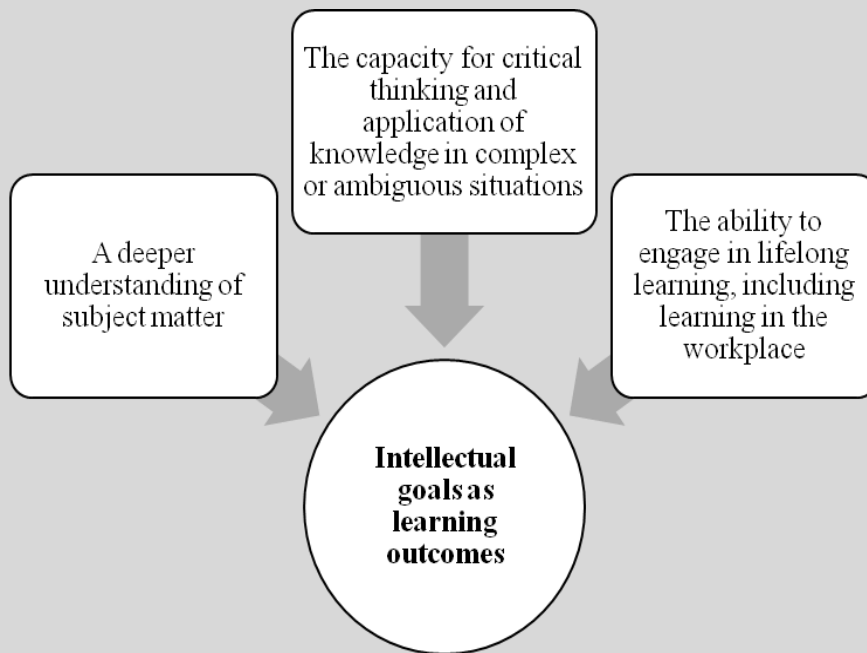 The capacity for critical
thinking and
application of
knowledge in complex
or ambiguous situations
A deeper
understanding of
subject matter
The ability to
engage in lifelong
learning, including
learning in the
workplace
Intellectual
goals as
learning
outcomes